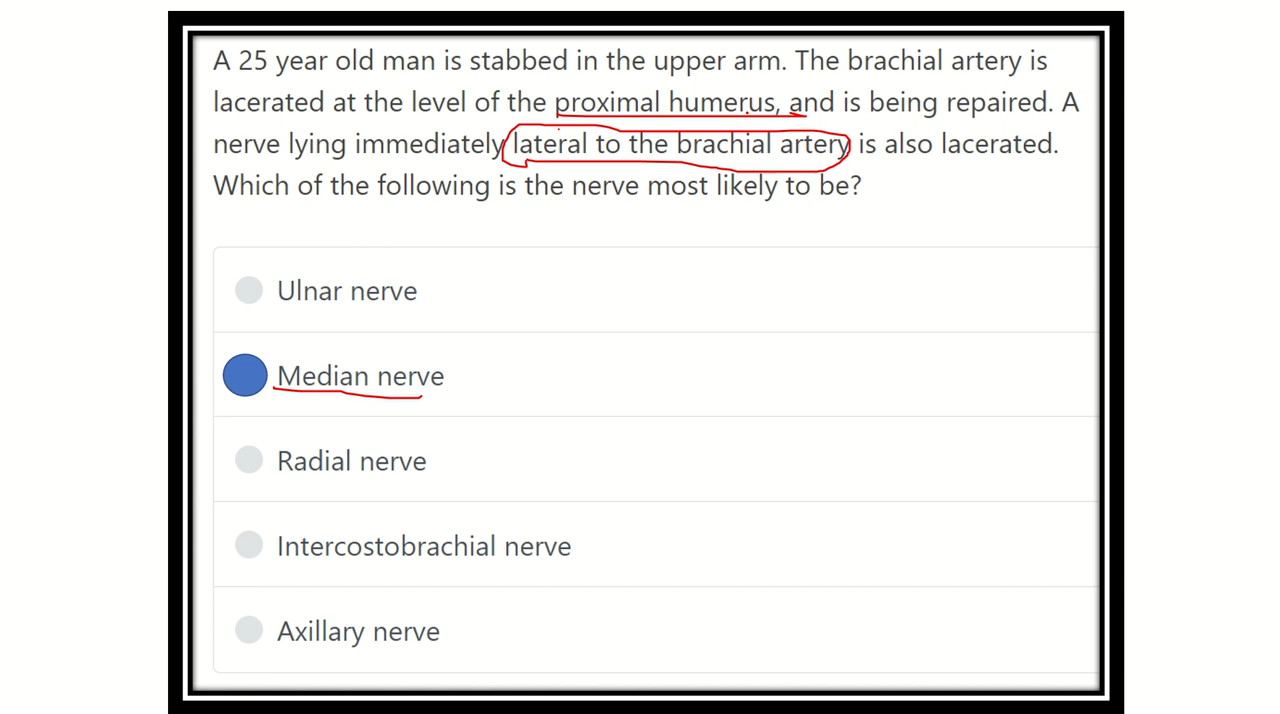 A 25 year old man is stabbed in the upper arm. The brachial artery is
lacerated at the level of the proximal humerus, and is being repaired. A
nerve lying immediately lateral to the brachial artery is also lacerated.
Which of the following is the nerve most likely to be?
Ulnar nerve
Median nerve
Radial nerve
Intercostobrachial nerve
Axillary nerve